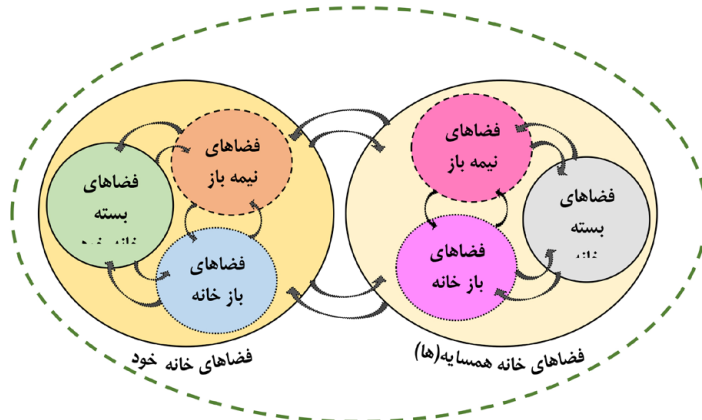 فضاهای
نیمه باز
فضاهای
بسته
فضاهای
باز خانه
فضاهای خانه خود
فضاهای
نیمه باز
فضاهای
بسته
فضاهای
باز خانه
فضاهای خانه همسایه(ها)